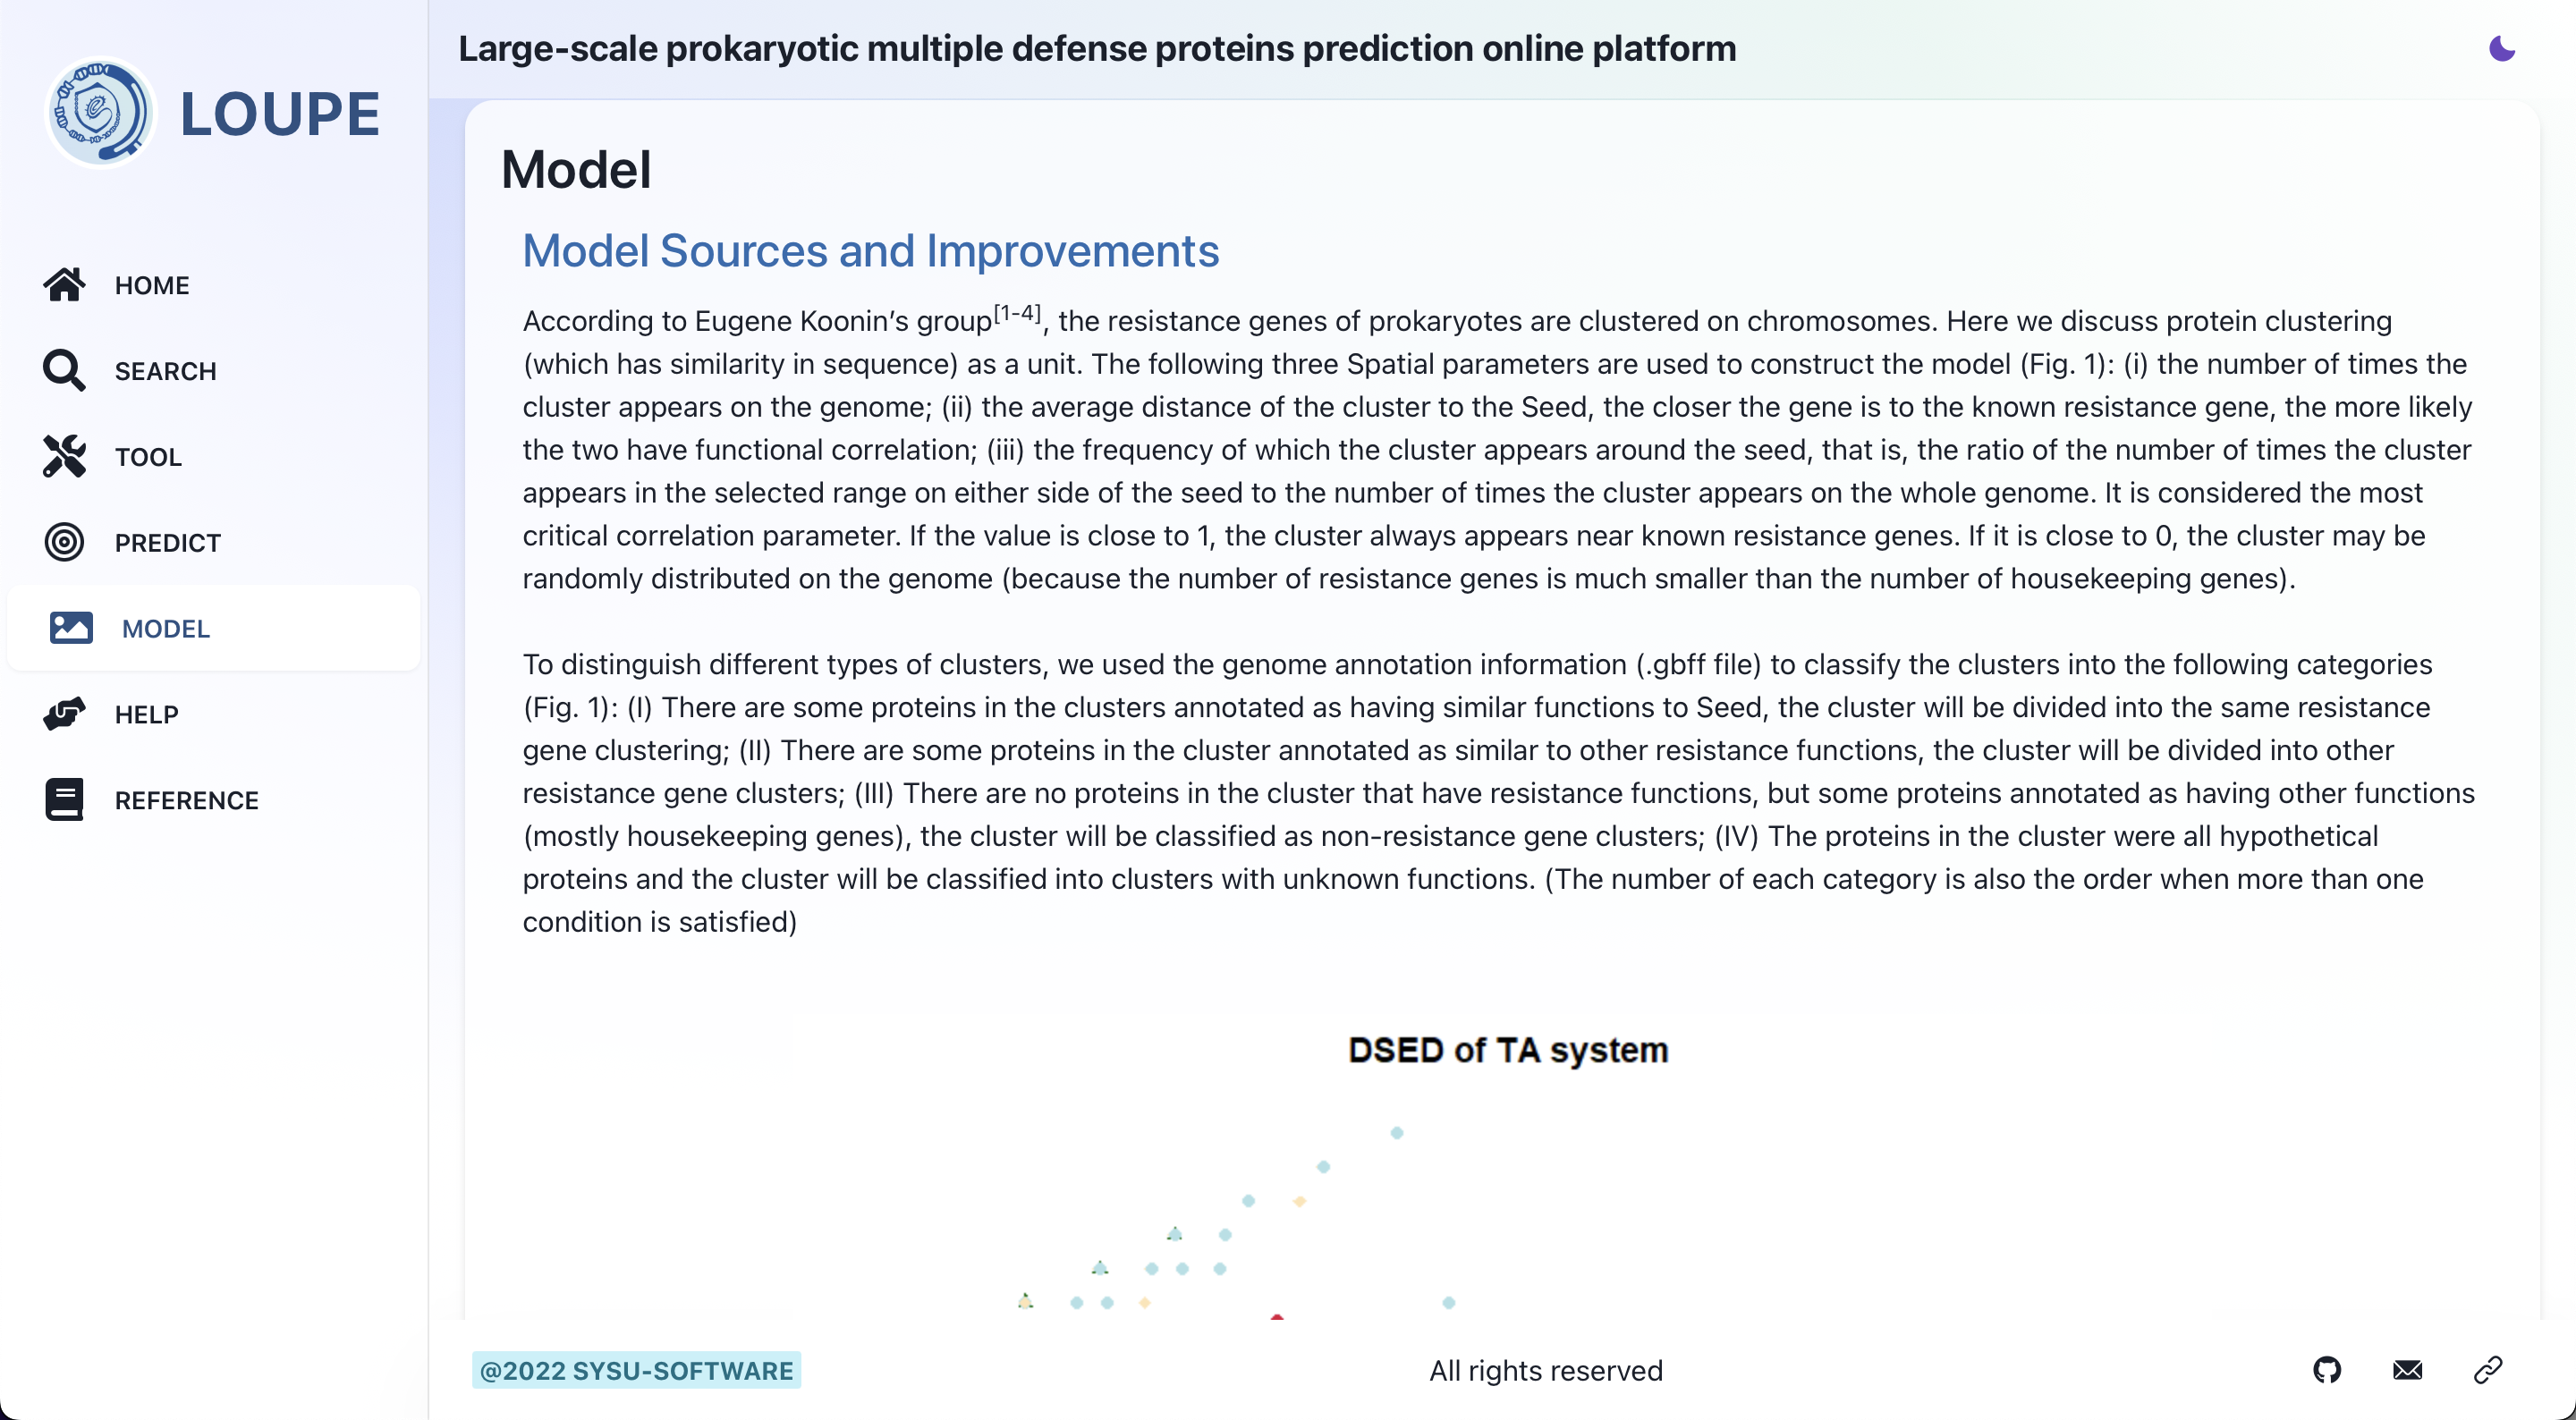 LOUPE
HOME
SEARCH
TOOL
PREDICT
MODEL
HELP
REFERENCE
Large-scale prokaryotic multiple defense proteins prediction online platform
Model
Model Sources and Improvements
According to Eugene Koonin’s group[1-4], the resistance genes of prokaryotes are clustered on chromosomes. Here we discuss protein clustering
(which has similarity in sequence) as a unit. The following three Spatial parameters are used to construct the model (Fig. 1): (i) the number of times the
cluster appears on the genome; (ii) the average distance of the cluster to the Seed, the closer the gene is to the known resistance gene, the more likely
the two have functional correlation; (iii) the frequency of which the cluster appears around the seed, that is, the ratio of the number of times the cluster
appears in the selected range on either side of the seed to the number of times the cluster appears on the whole genome. It is considered the most
critical correlation parameter. If the value is close to 1, the cluster always appears near known resistance genes. If it is close to 0, the cluster may be
randomly distributed on the genome (because the number of resistance genes is much smaller than the number of housekeeping genes).
To distinguish different types of clusters, we used the genome annotation information (.gbff file) to classify the clusters into the following categories
(Fig. 1): (I) There are some proteins in the clusters annotated as having similar functions to Seed, the cluster will be divided into the same resistance
gene clustering; (II) There are some proteins in the cluster annotated as similar to other resistance functions, the cluster will be divided into other
resistance gene clusters; (III) There are no proteins in the cluster that have resistance functions, but some proteins annotated as having other functions
(mostly housekeeping genes), the cluster will be classified as non-resistance gene clusters; (IV) The proteins in the cluster were all hypothetical
proteins and the cluster will be classified into clusters with unknown functions. (The number of each category is also the order when more than one
condition is satisfied)
DSED of TA system
@2022 SYSU-SOFTWARE
All rights reserved